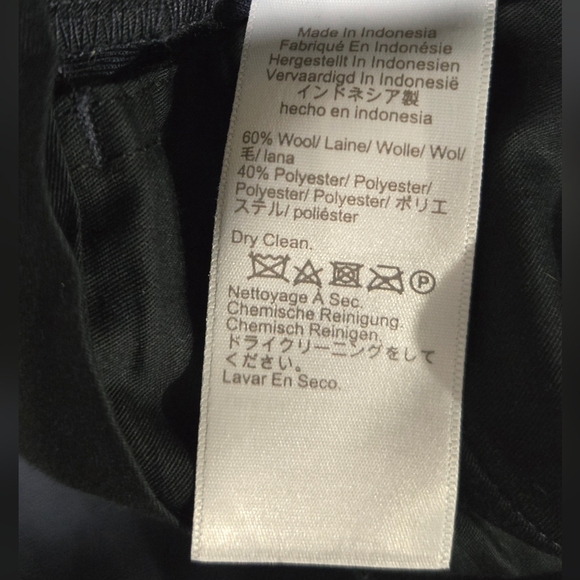 Made In Indonesia
Fabriqué En Indonésie
Hergestellt In Indonesien
Vervaardigd In Indonesië
インドネシア製
hecho en indonesia
60% Wool/ Laine/ Wolle/ Wol/
毛/ lana
40% Polyester/ Polyester/
Polyester/ Polyester/ ポリエ
ステル/ poliéster
Dry Clean.
P
Nettoyage À Sec.
Chemische Reinigung.
Chemisch Reinigen.
ドライクリーニングをして
ください。
Lavar En Seco.